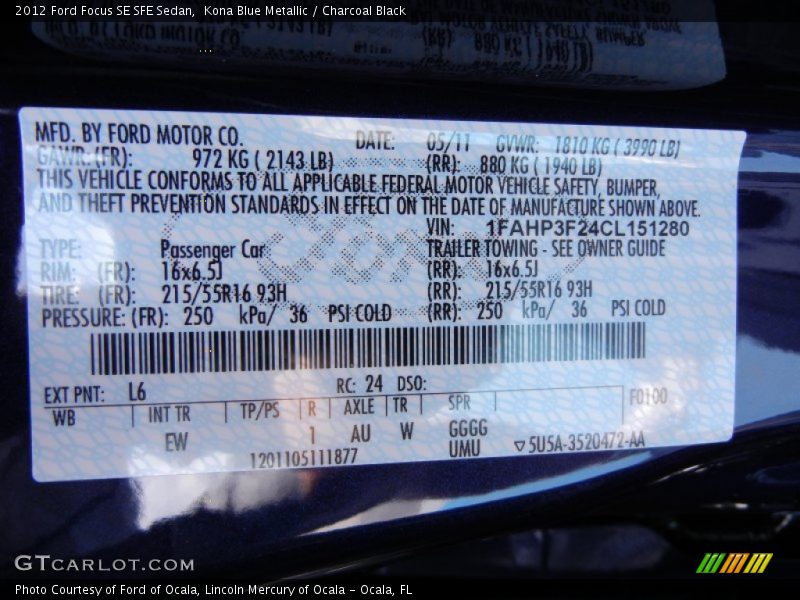 2012 Ford Focus SE SFE Sedan,  Kona Blue Metallic / Charcoal Black
MFD. BY FORD MOTOR CO. DATE: 05/11 GVWR: 1810 KG ( 3990 LB)
GAWR: (FR): 972 KG ( 2143 LB) (RR): 880 KG ( 1940 LB)
THIS VEHICLE CONFORMS TO ALL APPLICABLE FEDERAL MOTOR VEHICLE SAFETY, BUMPER,
AND THEFT PREVENTION STANDARDS IN EFFECT ON THE DATE OF MANUFACTURE SHOWN ABOVE.
VIN: 1FAHP3F24CL151280
TYPE: Passenger Car TRAILER TOWING - SEE OWNER GUIDE
RIM: (FR): 16x6.5J (RR): 16x6.5J
TIRE: (FR): 215/55R16 93H (RR): 215/55R16 93H
PRESSURE: (FR): 250 kPa/ 36 PSI COLD (RR): 250 kPa/ 36 PSI COLD
EXT PNT: L6 RC: 24 DSO:
WB INT TR TP/PS R AXLE TR SPR F0100
EW 1 AU W GGGG
1201105111877 UMU ▽5U5A-3520472-AA
GTCARLOT.COM
Photo Courtesy of Ford of Ocala, Lincoln Mercury of Ocala - Ocala, FL